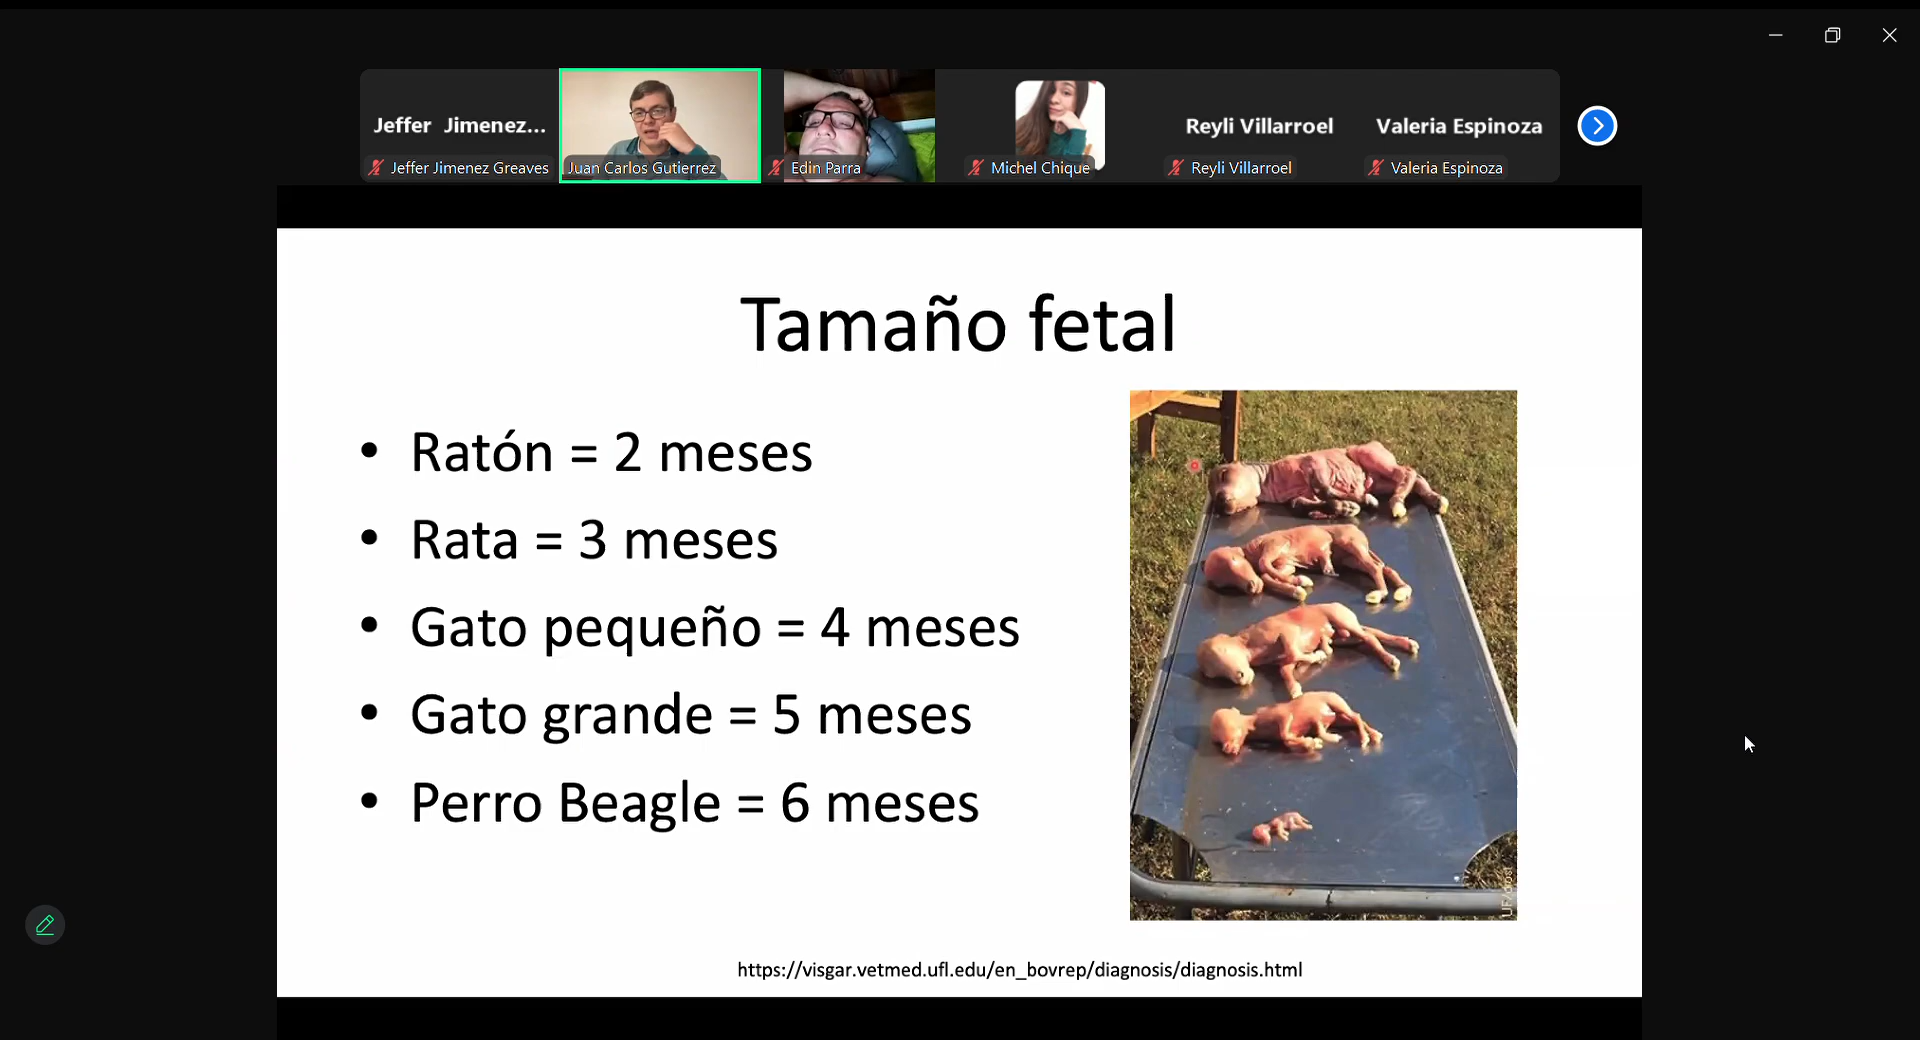 Jeffer Jimenez...
Jeffer Jimenez Greaves
Juan Carlos Gutierrez
Edin Parra
Michel Chique
Reyli Villarroel
Reyli Villarroel
Valeria Espinoza
Valeria Espinoza
Tamaño fetal
• Ratón = 2 meses
• Rata = 3 meses
• Gato pequeño = 4 meses
• Gato grande = 5 meses
• Perro Beagle = 6 meses
https://visgar.vetmed.ufl.edu/en_bovrep/diagnosis/diagnosis.html